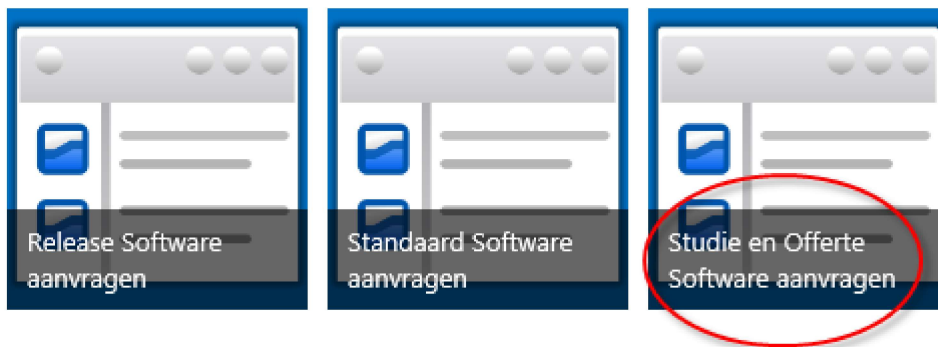 Release Software
aanvragen
Standaard Software
aanvragen
Studie en Offerte
Software aanvragen